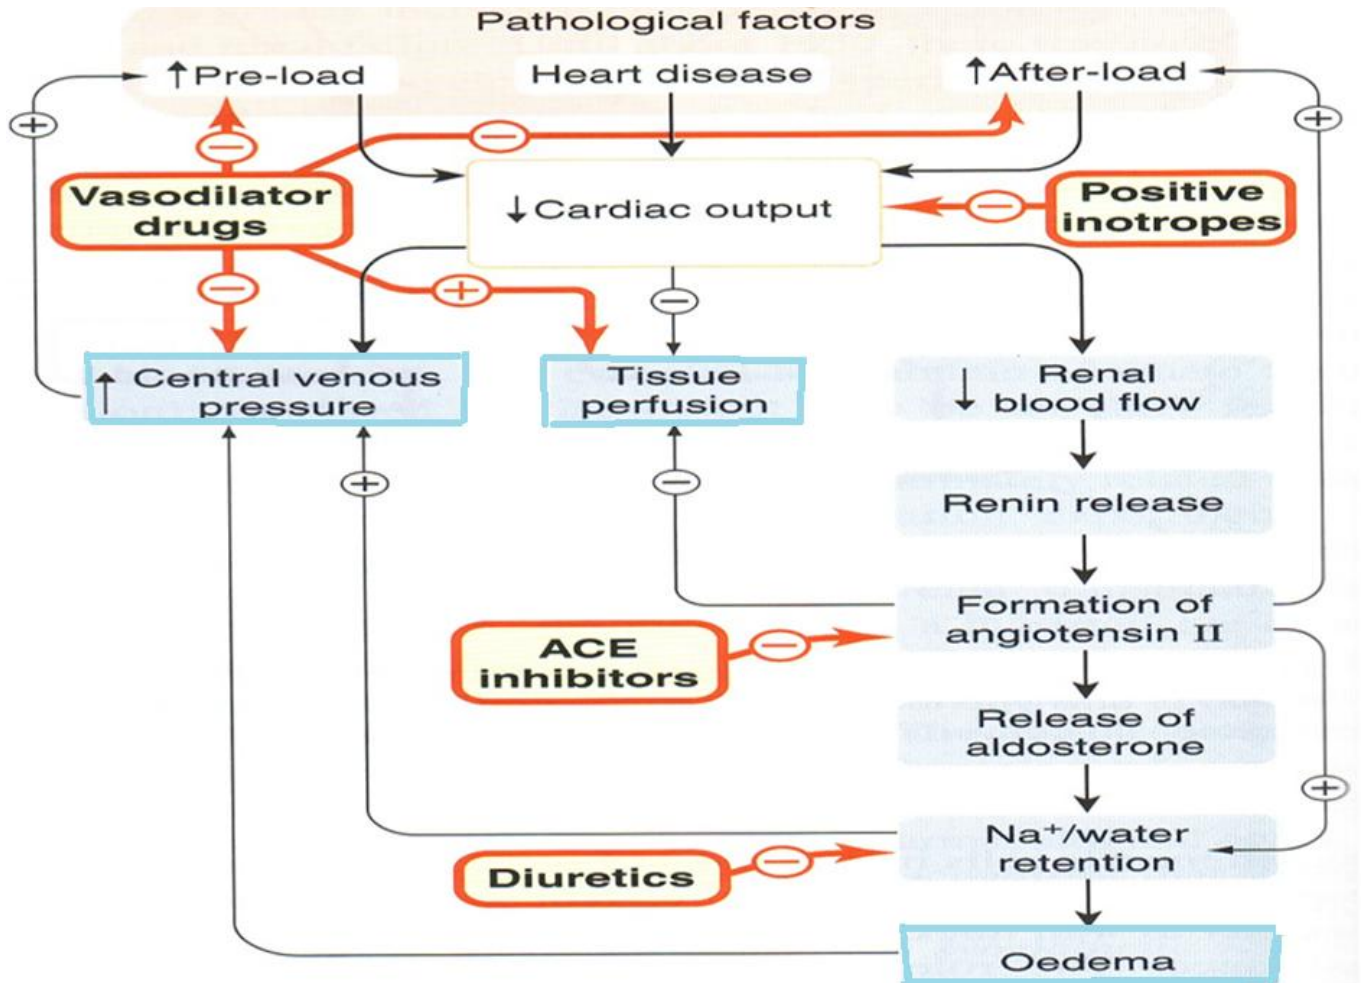 Pathological factors
↑Pre-load
Heart disease
↑After-load
+
−
−
+
Vasodilator
drugs
↓Cardiac output
−
Positive
inotropes
−
+
−
↑ Central venous
pressure
Tissue
perfusion
↓ Renal
blood flow
+
−
Renin release
Formation of
angiotensin II
ACE
inhibitors
−
Release of
aldosterone
+
Na⁺/water
retention
Diuretics
−
Oedema